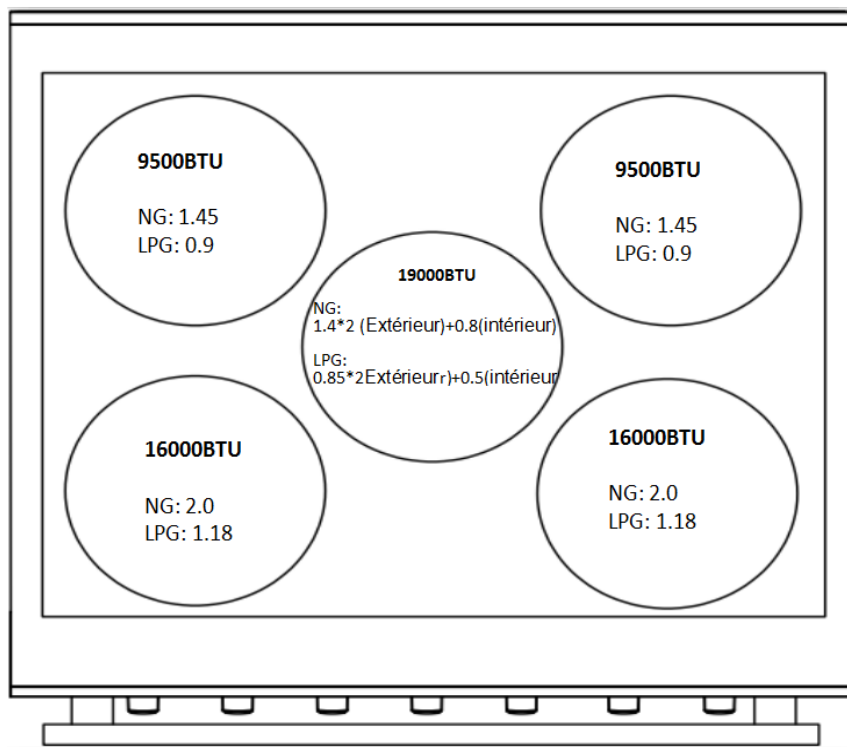 9500BTU
NG: 1.45
LPG: 0.9
9500BTU
NG: 1.45
LPG: 0.9
19000BTU
NG:
1.4*2 (Extérieur)+0.8(intérieur)
LPG:
0.85*2Extérieurr)+0.5(intérieur
16000BTU
NG: 2.0
LPG: 1.18
16000BTU
NG: 2.0
LPG: 1.18